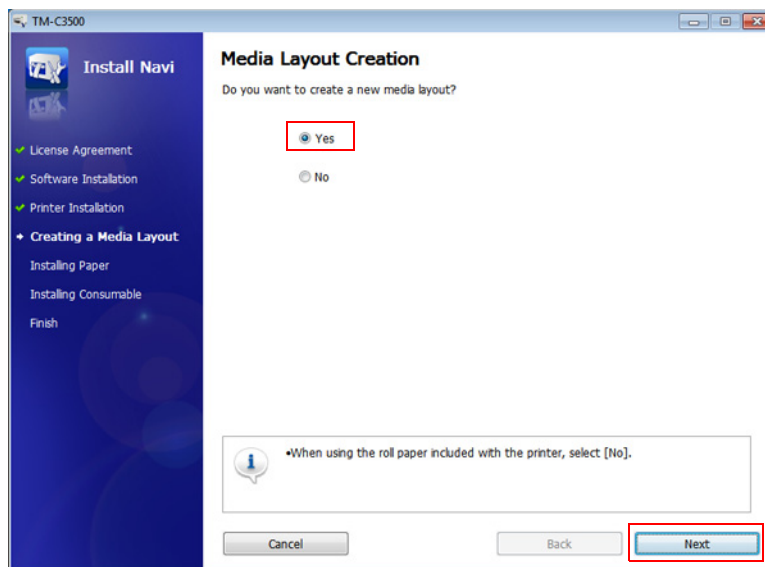 TM-C3500
Install Navi
License Agreement
Software Installation
Printer Installation
Creating a Media Layout
Installing Paper
Installing Consumable
Finish
Media Layout Creation
Do you want to create a new media layout?
Yes
No
•When using the roll paper included with the printer, select [No].
Cancel
Back
Next